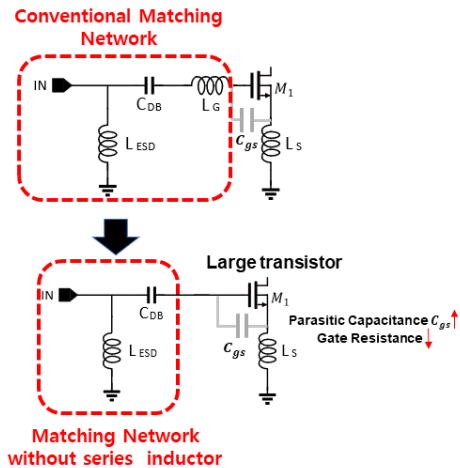 Conventional Matching
Network
IN
C_DB
L_G
M_1
L_ESD
C_gs
L_S
Large transistor
IN
C_DB
M_1
Parasitic Capacitance C_gs↑
Gate Resistance↓
L_ESD
C_gs
L_S
Matching Network
without series inductor